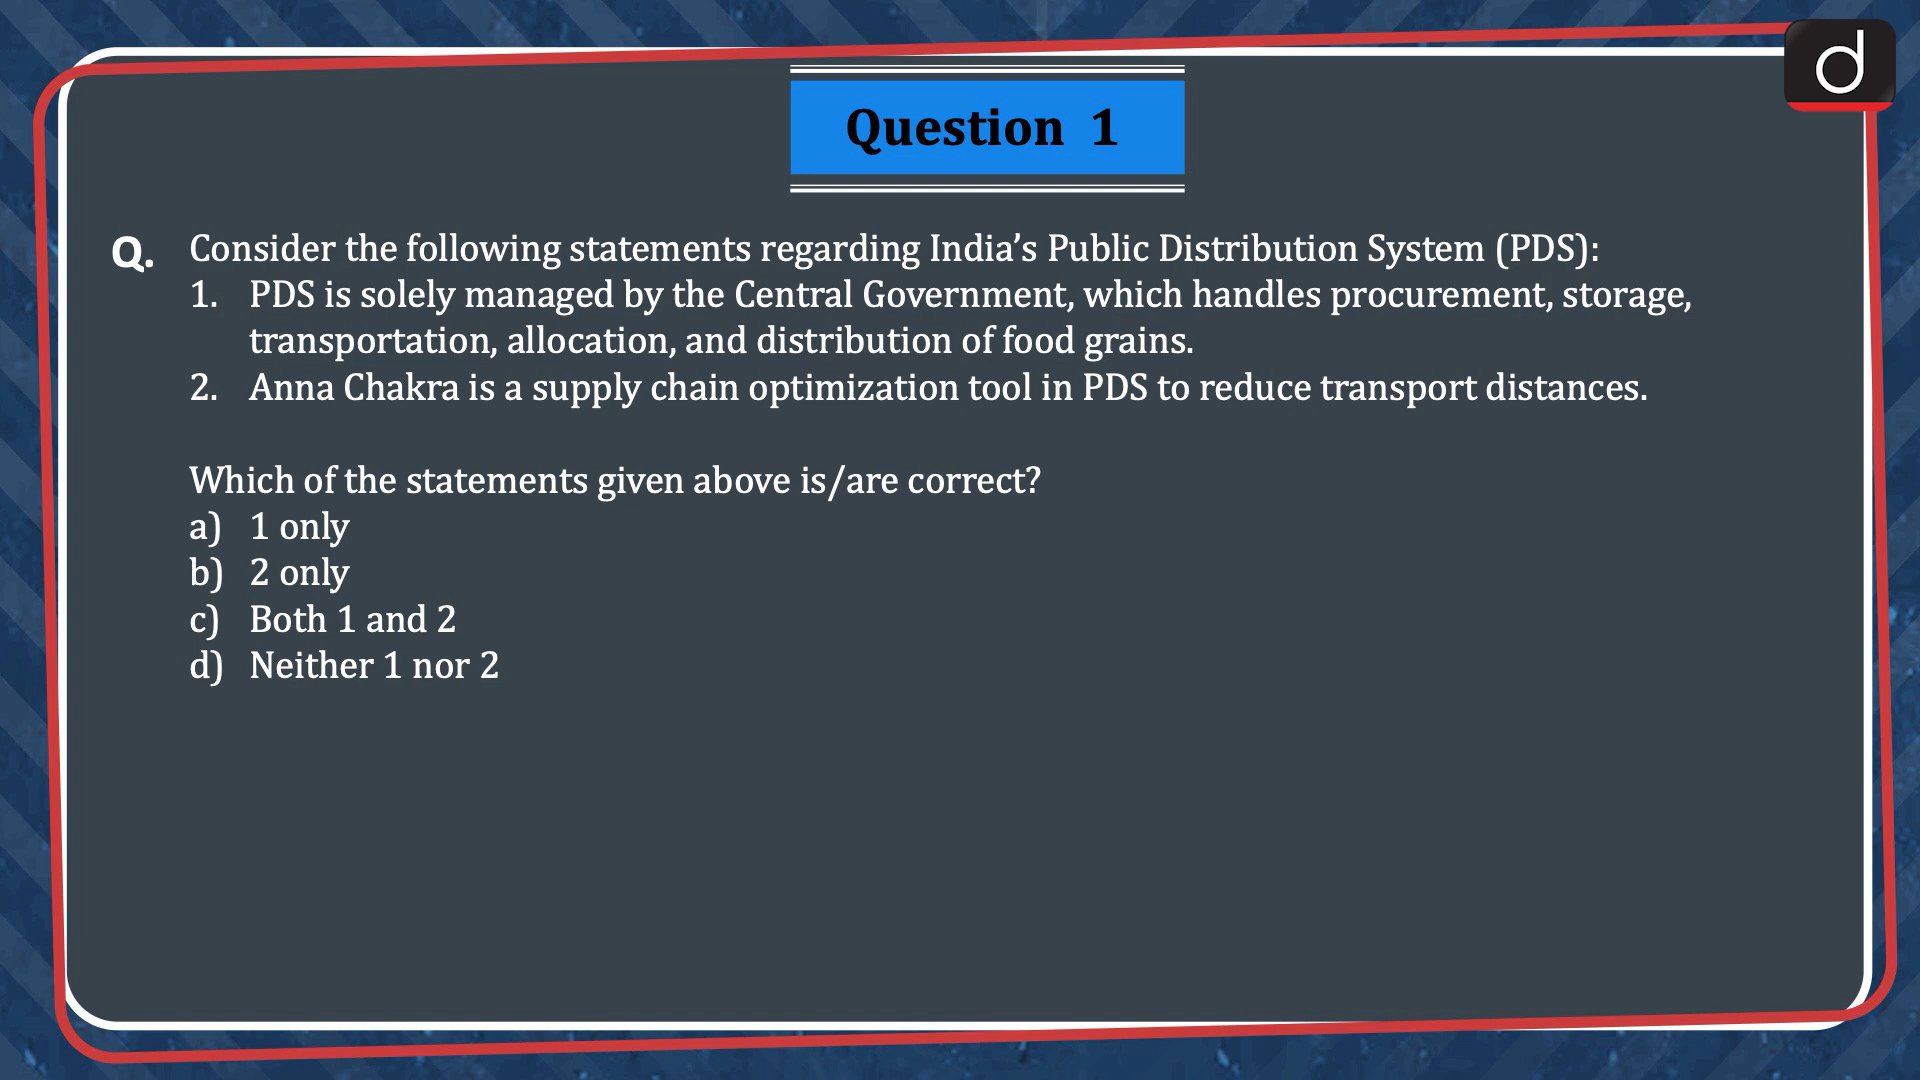 Question 1
Q. Consider the following statements regarding India’s Public Distribution System (PDS):
1. PDS is solely managed by the Central Government, which handles procurement, storage,
transportation, allocation, and distribution of food grains.
2. Anna Chakra is a supply chain optimization tool in PDS to reduce transport distances.
Which of the statements given above is/are correct?
a) 1 only
b) 2 only
c) Both 1 and 2
d) Neither 1 nor 2
d